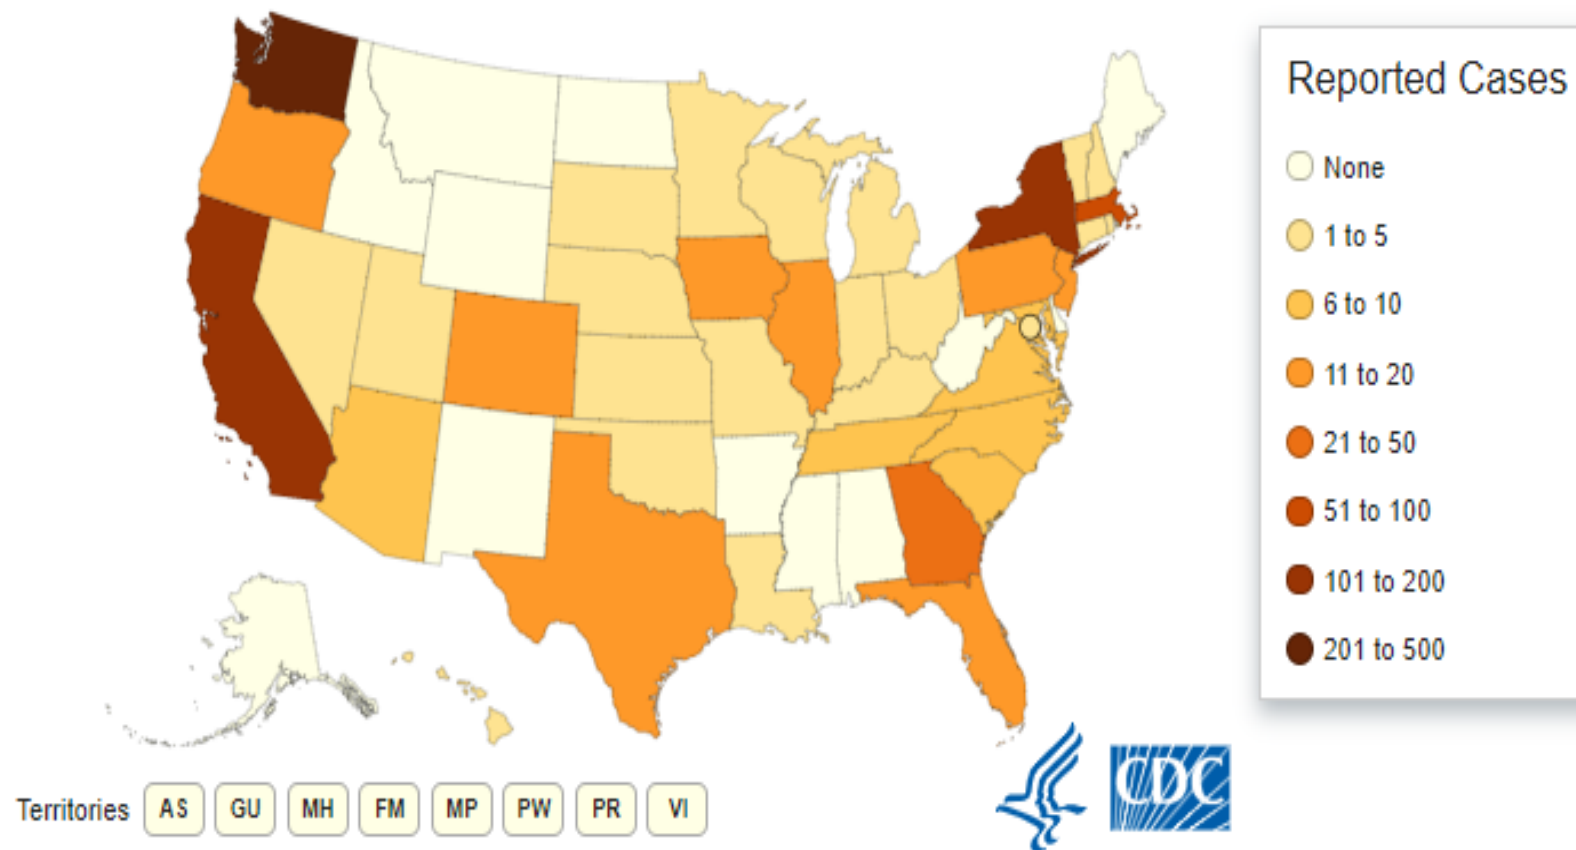 Reported Cases
None
1 to 5
6 to 10
11 to 20
21 to 50
51 to 100
101 to 200
201 to 500
Territories AS GU MH FM MP PW PR VI
CDC